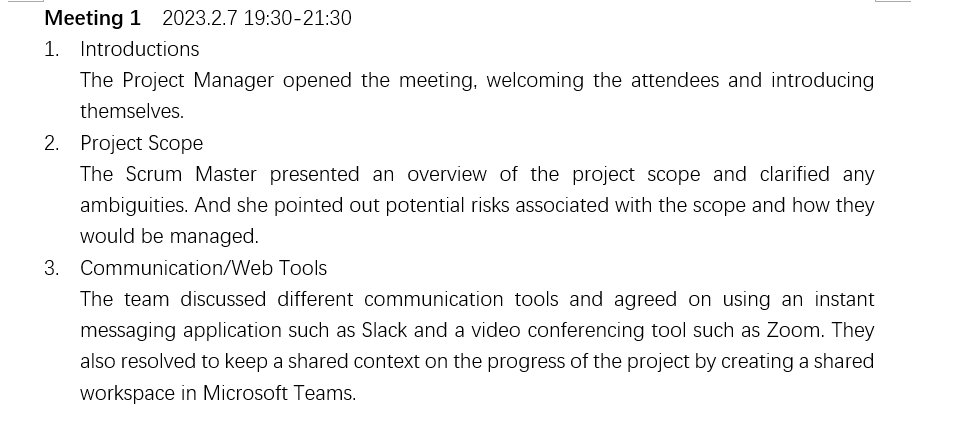 Meeting 1 2023.2.7 19:30-21:30
1. Introductions
The Project Manager opened the meeting, welcoming the attendees and introducing
themselves.
2. Project Scope
The Scrum Master presented an overview of the project scope and clarified any
ambiguities. And she pointed out potential risks associated with the scope and how they
would be managed.
3. Communication/Web Tools
The team discussed different communication tools and agreed on using an instant
messaging application such as Slack and a video conferencing tool such as Zoom. They
also resolved to keep a shared context on the progress of the project by creating a shared
workspace in Microsoft Teams.